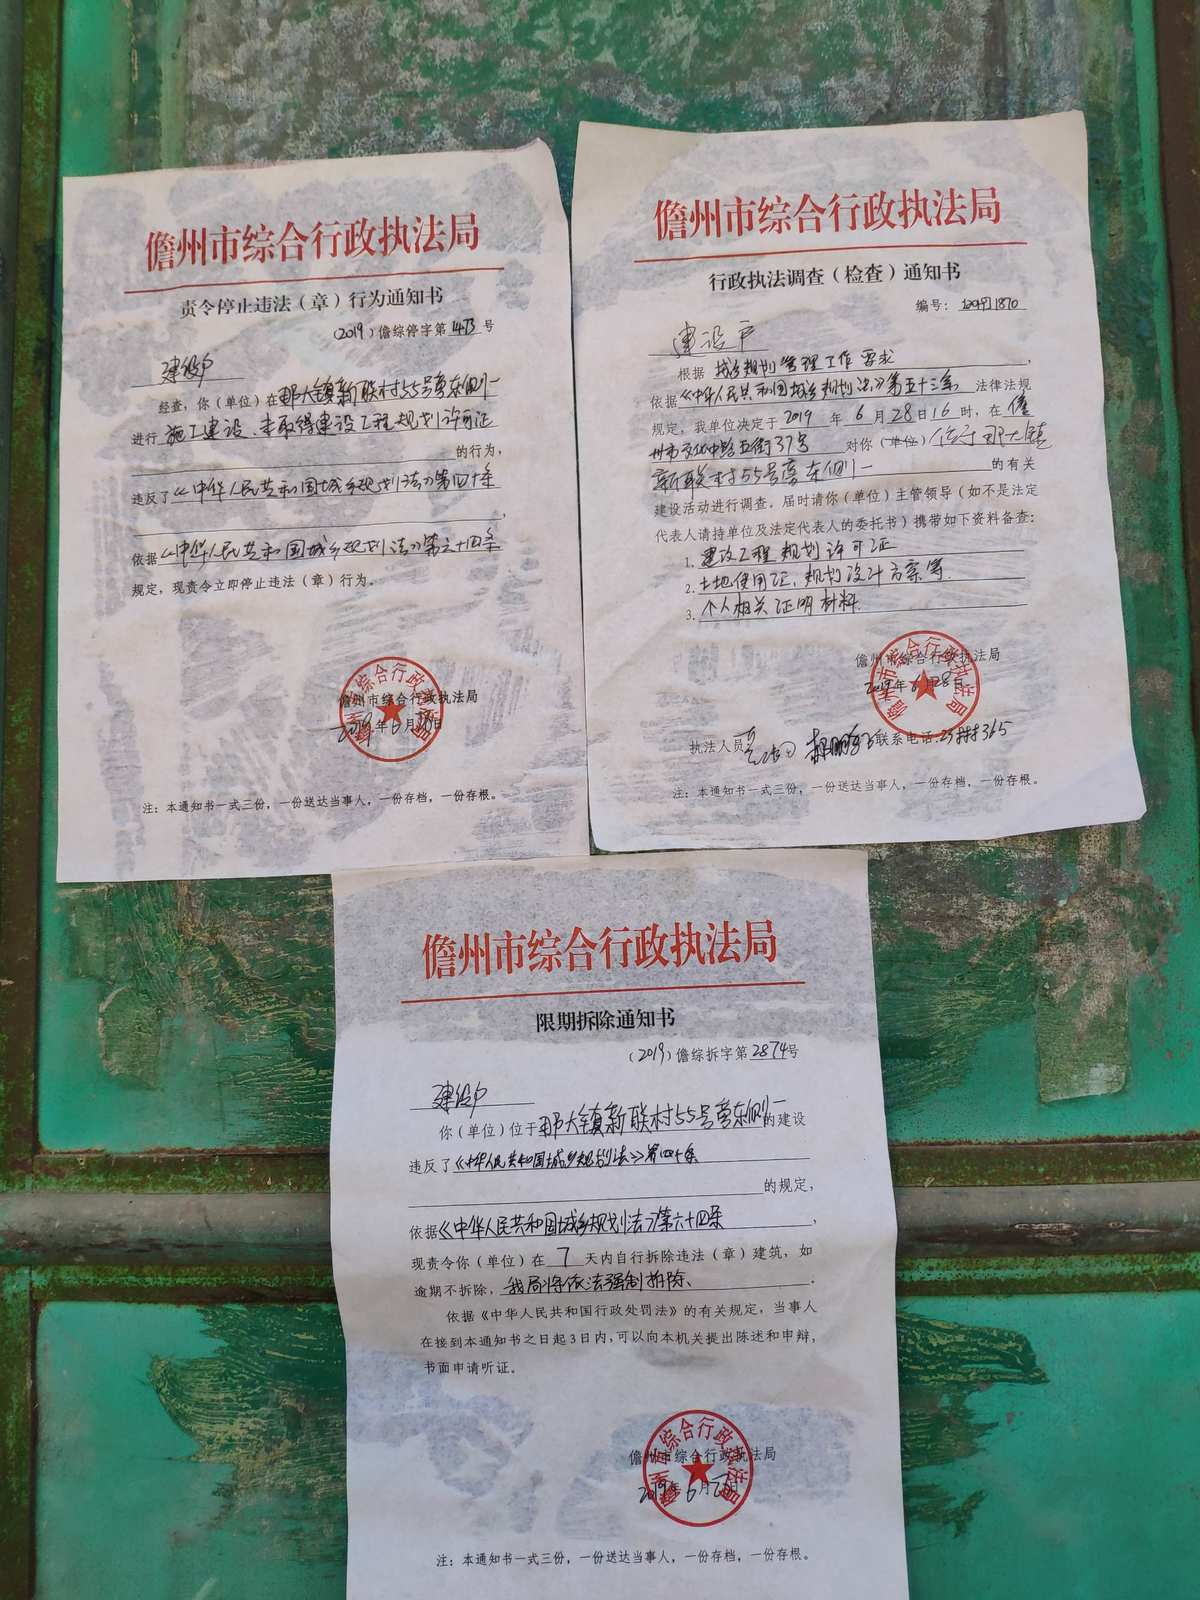 儋州市综合行政执法局
责令停止违法（章）行为通知书
（2019）儋综停字第1473号
建设户
经查，你（单位）在那大镇新联村55号旁东侧一
进行施工建设，未取得建设工程规划许可证
的行为，
违反了《中华人民共和国城乡规划法》第四十条
，
依据《中华人民共和国城乡规划法》第六十四条
规定，现责令立即停止违法（章）行为。
儋州市综合行政执法局
2019年6月
注：本通知书一式三份，一份送达当事人，一份存档，一份存根。
儋州市综合行政执法局
行政执法调查（检查）通知书
编号：
建设户
根据城乡规划管理工作要求，
依据《中华人民共和国城乡规划法》第五十三条法律法规
规定，我单位决定于2019年6月28日16时，在儋
州市文化中路五街37号对你（单位）位于那大镇
新联村55号旁东侧一的有关
建设活动进行调查，届时请你（单位）主管领导（如不是法定
代表人请持单位及法定代表人的委托书）携带如下资料备查：
1.建设工程规划许可证
2.土地使用证、规划设计方案等
3.个人相关证明材料
儋州市综合行政执法局
2019年6月28日
执法人员 联系电话:
注：本通知书一式三份，一份送达当事人，一份存档，一份存根。
儋州市综合行政执法局
限期拆除通知书
（2019）儋综拆字第2874号
建设户
你（单位）位于那大镇新联村55号旁东侧一的建设
违反了《中华人民共和国城乡规划法》第四十条
的规定，
依据《中华人民共和国城乡规划法》第六十四条，
现责令你（单位）在7天内自行拆除违法（章）建筑，如
逾期不拆除，我局将依法强制拆除、.
依据《中华人民共和国行政处罚法》的有关规定，当事人
在接到本通知书之日起3日内，可以向本机关提出陈述和申辩，
书面申请听证。
儋州市综合行政执法局
2019年6月
注：本通知书一式三份，一份送达当事人，一份存档，一份存根。